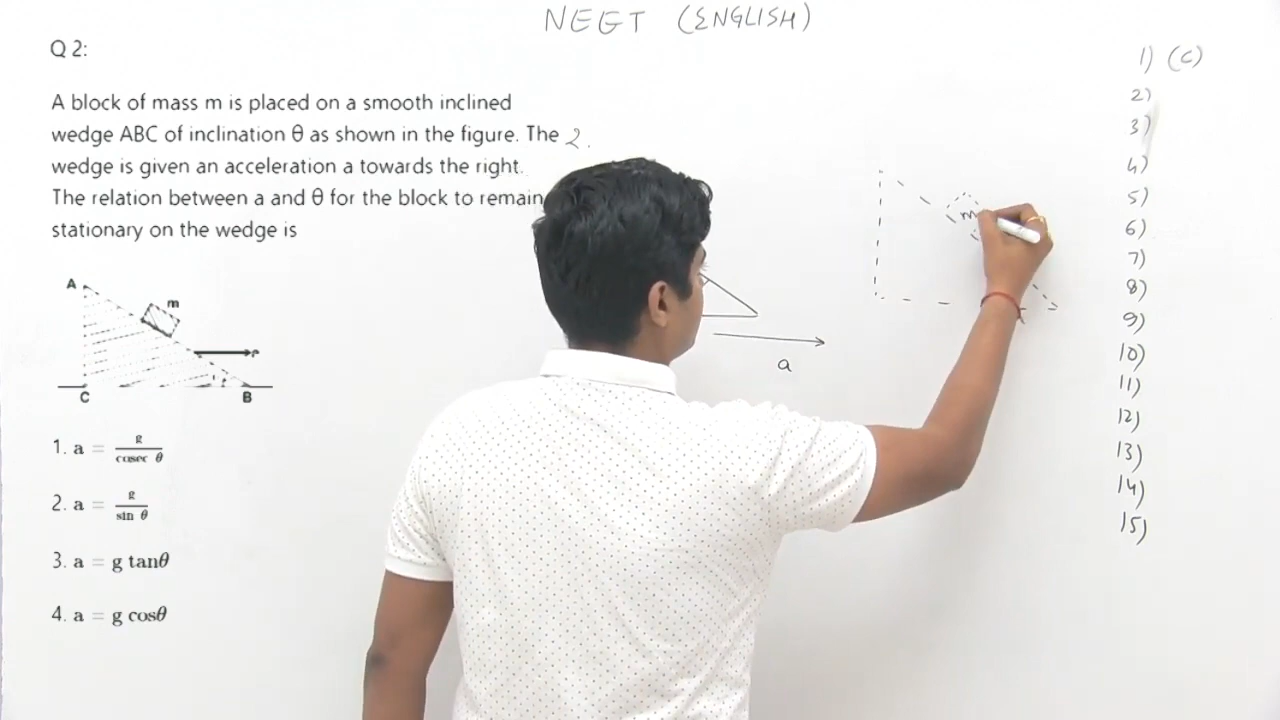 NEET (ENGLISH)
Q 2:
A block of mass m is placed on a smooth inclined
wedge ABC of inclination θ as shown in the figure. The
wedge is given an acceleration a towards the right.
The relation between a and θ for the block to remain
stationary on the wedge is
A
m
C
B
1. a = g / cosec θ
2. a = g / sin θ
3. a = g tanθ
4. a = g cosθ
2.
a
m
1) (C)
2)
3)
4)
5)
6)
7)
8)
9)
10)
11)
12)
13)
14)
15)